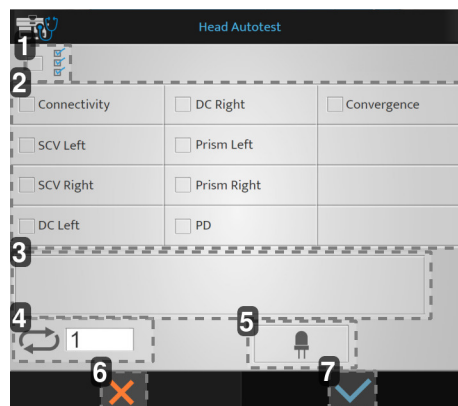 Head Autotest
1
2
Connectivity DC Right Convergence
SCV Left Prism Left
SCV Right Prism Right
DC Left PD
3
4 5
1
6 7